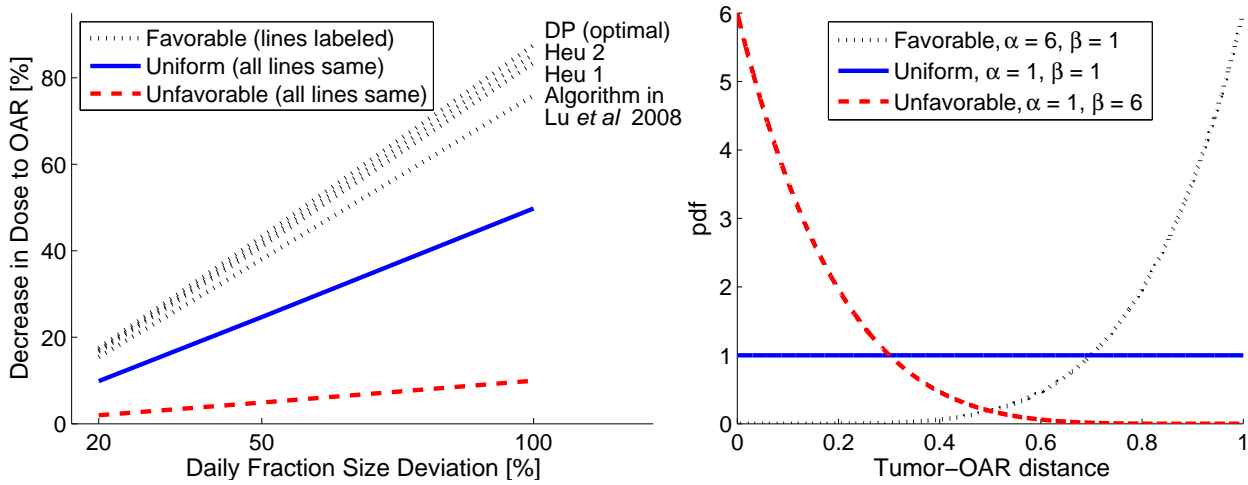 Decrease in Dose to OAR [%]
80
60
40
20
0
Favorable (lines labeled)
Uniform (all lines same)
Unfavorable (all lines same)
DP (optimal)
Heu 2
Heu 1
Algorithm in
Lu et al 2008
20
50
100
Daily Fraction Size Deviation [%]
pdf
6
5
4
3
2
1
0
Favorable, α = 6, β = 1
Uniform, α = 1, β = 1
Unfavorable, α = 1, β = 6
0
0.2
0.4
0.6
0.8
1
Tumor−OAR distance